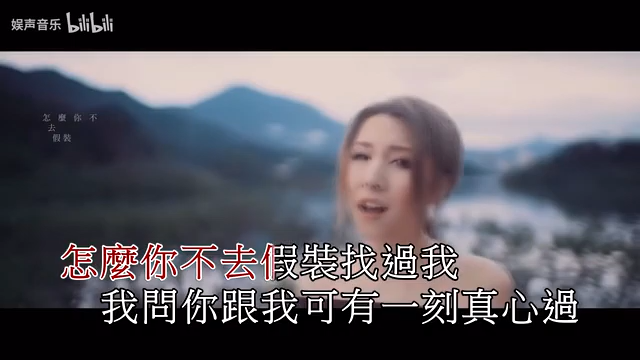 娱声音乐 bilibili
怎麼你不
去
假裝
怎麼你不去假裝找過我
我問你跟我可有一刻真心過